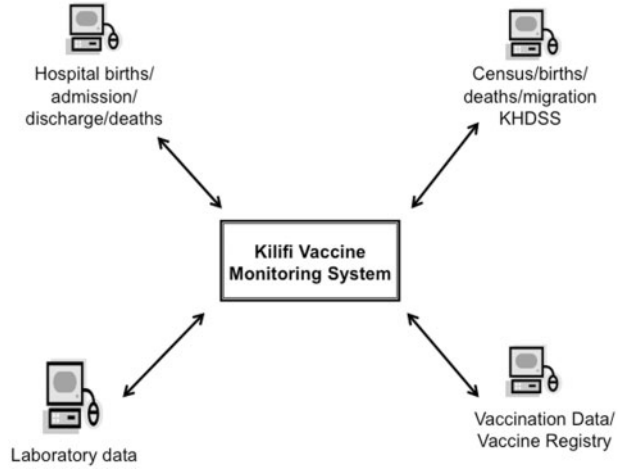 Hospital births/
admission/
discharge/deaths
Census/births/
deaths/migration
KHDSS
Kilifi Vaccine
Monitoring System
Laboratory data
Vaccination Data/
Vaccine Registry